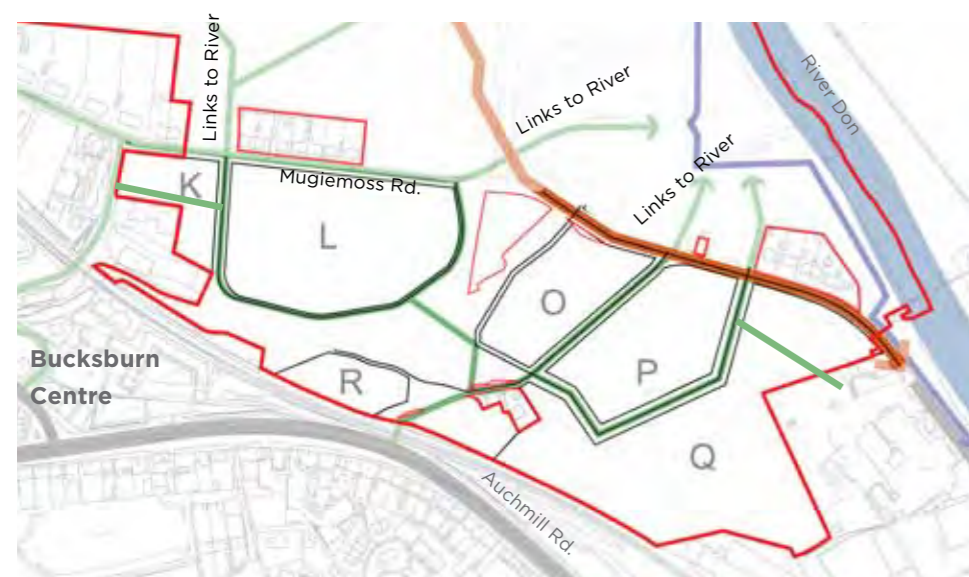 Links to River
Links to River
River Don
Links to River
Mugiemoss Rd.
K
L
O
P
R
Q
Bucksburn
Centre
Auchmill Rd.